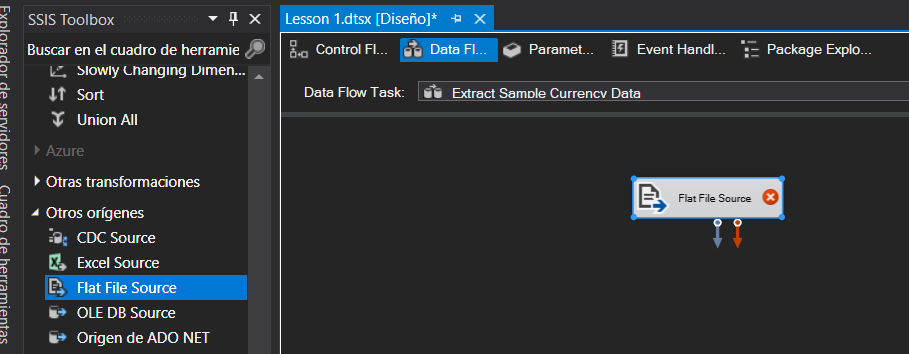 Explorador de servidores
Cuadro de herramientas
SSIS Toolbox
Buscar en el cuadro de herramie
Slowly Changing Dimen...
Sort
Union All
Azure
Otras transformaciones
Otros orígenes
CDC Source
Excel Source
Flat File Source
OLE DB Source
Origen de ADO NET
Lesson 1.dtsx [Diseño]*
Control Fl...
Data Fl...
Paramet...
Event Handl...
Package Explo...
Data Flow Task:
Extract Sample Currency Data
Flat File Source